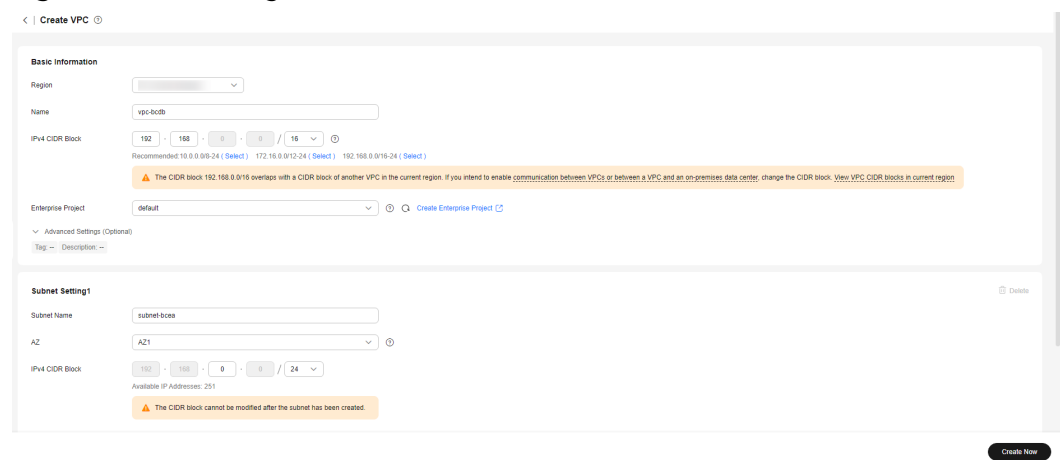 Create VPC
Basic Information
Region
Name vpc-bcdb
IPv4 CIDR Block 192 · 168 · 0 · 0 / 16
Recommended:10.0.0.0/8-24 ( Select ) 172.16.0.0/12-24 ( Select ) 192.168.0.0/16-24 ( Select )
The CIDR block 192.168.0.0/16 overlaps with a CIDR block of another VPC in the current region. If you intend to enable communication between VPCs or between a VPC and an on-premises data center, change the CIDR block. View VPC CIDR blocks in current region
Enterprise Project default Create Enterprise Project
Advanced Settings (Optional)
Tag: -- Description: --
Subnet Setting1 Delete
Subnet Name subnet-bcea
AZ AZ1
IPv4 CIDR Block 192 · 168 · 0 · 0 / 24
Available IP Addresses: 251
The CIDR block cannot be modified after the subnet has been created.
Create Now